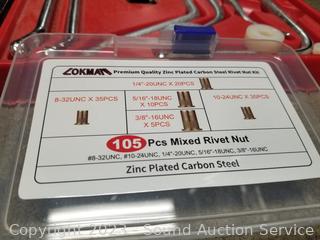 LOKMAN
Premium Quality Zinc Plated Carbon Steel Rivet Nut Kit
1/4"-20UNC X 20PCS
8-32UNC X 35PCS
5/16"-18UNC
X 10PCS
10-24UNC X 35PCS
3/8"-16UNC
X 5PCS
105 Pcs Mixed Rivet Nut
#8-32UNC, #10-24UNC, 1/4"-20UNC, 5/16"-18UNC, 3/8"-16UNC
Zinc Plated Carbon Steel
Copyright 2023 - Sound Auction Service